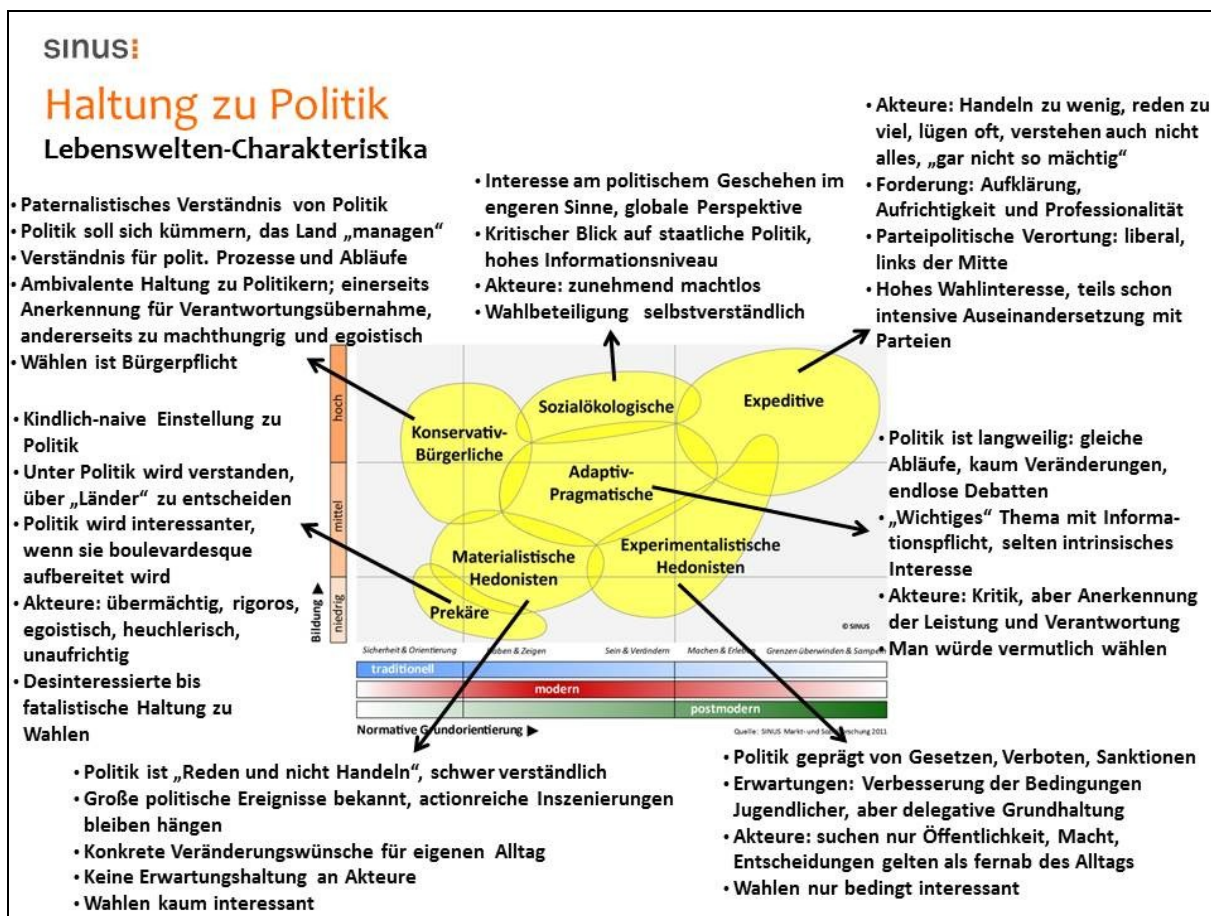 sınus:
Haltung zu Politik
Lebenswelten-Charakteristika
• Paternalistisches Verständnis von Politik
• Politik soll sich kümmern, das Land „managen“
• Verständnis für polit. Prozesse und Abläufe
• Ambivalente Haltung zu Politikern; einerseits
Anerkennung für Verantwortungsübernahme,
andererseits zu machthungrig und egoistisch
• Wählen ist Bürgerpflicht
• Interesse am politischem Geschehen im
engeren Sinne, globale Perspektive
• Kritischer Blick auf staatliche Politik,
hohes Informationsniveau
• Akteure: zunehmend machtlos
• Wahlbeteiligung selbstverständlich
• Akteure: Handeln zu wenig, reden zu
viel, lügen oft, verstehen auch nicht
alles, „gar nicht so mächtig“
• Forderung: Aufklärung,
Aufrichtigkeit und Professionalität
• Parteipolitische Verortung: liberal,
links der Mitte
• Hohes Wahlinteresse, teils schon
intensive Auseinandersetzung mit
Parteien
• Kindlich-naive Einstellung zu
Politik
• Unter Politik wird verstanden,
über „Länder“ zu entscheiden
• Politik wird interessanter,
wenn sie boulevardesque
aufbereitet wird
• Akteure: übermächtig, rigoros,
egoistisch, heuchlerisch,
unaufrichtig
• Desinteressierte bis
fatalistische Haltung zu
Wahlen
Bildung ▶
hoch
mittel
niedrig
Konservativ-
Bürgerliche
Sozialökologische
Expeditive
Adaptiv-
Pragmatische
Materialistische
Hedonisten
Experimentalistische
Hedonisten
Prekäre
© SINUS
Sicherheit & Orientierung
Haben & Zeigen
Sein & Verändern
Machen & Erleben
Grenzen überwinden & Sampeln
traditionell
modern
postmodern
Normative Grundorientierung ▶
Quelle: SINUS Markt- und Sozialforschung 2011
• Politik ist langweilig: gleiche
Abläufe, kaum Veränderungen,
endlose Debatten
• „Wichtiges“ Thema mit Informa-
tionspflicht, selten intrinsisches
Interesse
• Akteure: Kritik, aber Anerkennung
der Leistung und Verantwortung
• Man würde vermutlich wählen
• Politik ist „Reden und nicht Handeln“, schwer verständlich
• Große politische Ereignisse bekannt, actionreiche Inszenierungen
bleiben hängen
• Konkrete Veränderungswünsche für eigenen Alltag
• Keine Erwartungshaltung an Akteure
• Wahlen kaum interessant
• Politik geprägt von Gesetzen, Verboten, Sanktionen
• Erwartungen: Verbesserung der Bedingungen
Jugendlicher, aber delegative Grundhaltung
• Akteure: suchen nur Öffentlichkeit, Macht,
Entscheidungen gelten als fernab des Alltags
• Wahlen nur bedingt interessant